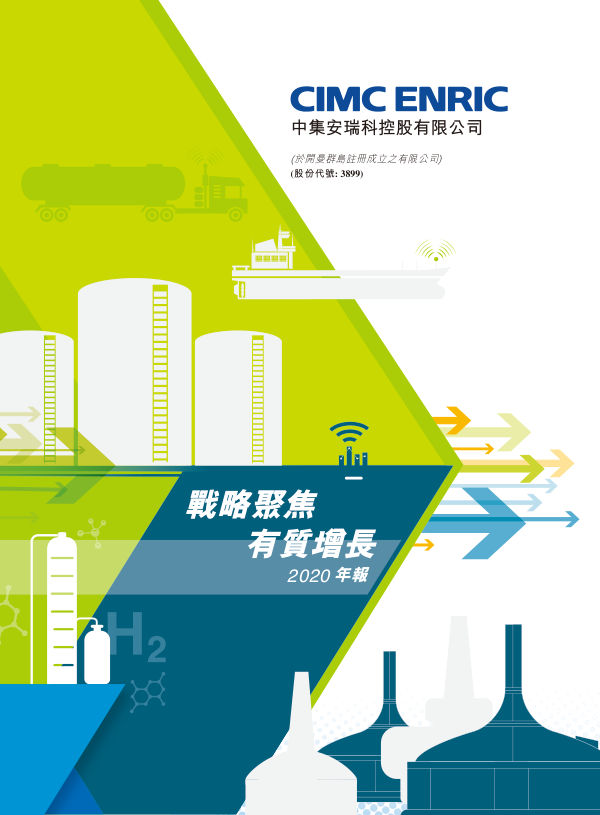 CIMC ENRIC
中集安瑞科控股有限公司
(於開曼群島註冊成立之有限公司)
(股份代號: 3899)
戰略聚焦
有質增長
2020 年報
H2